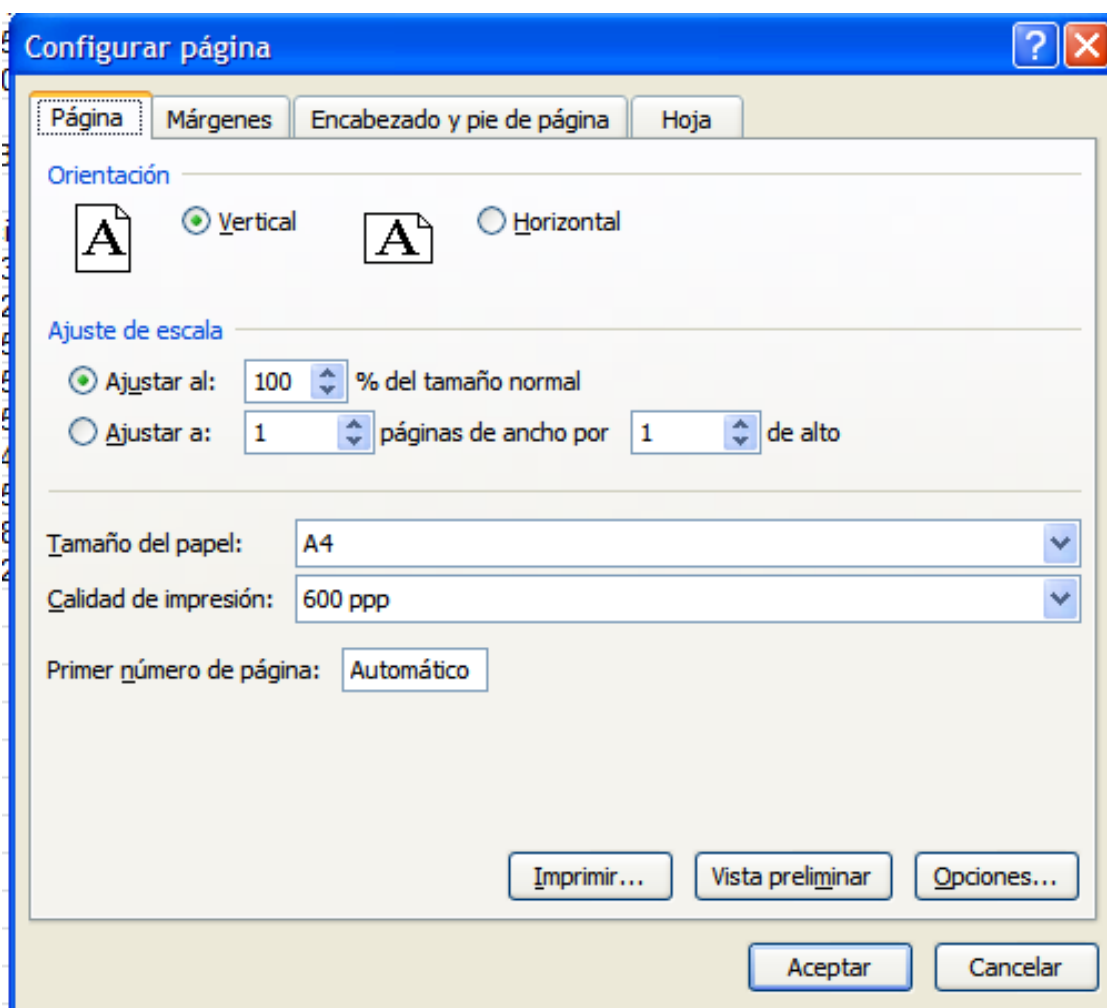 Configurar página
Página Márgenes Encabezado y pie de página Hoja
Orientación
A Vertical A Horizontal
Ajuste de escala
Ajustar al: 100 % del tamaño normal
Ajustar a: 1 páginas de ancho por 1 de alto
Tamaño del papel: A4
Calidad de impresión: 600 ppp
Primer número de página: Automático
Imprimir... Vista preliminar Opciones...
Aceptar Cancelar